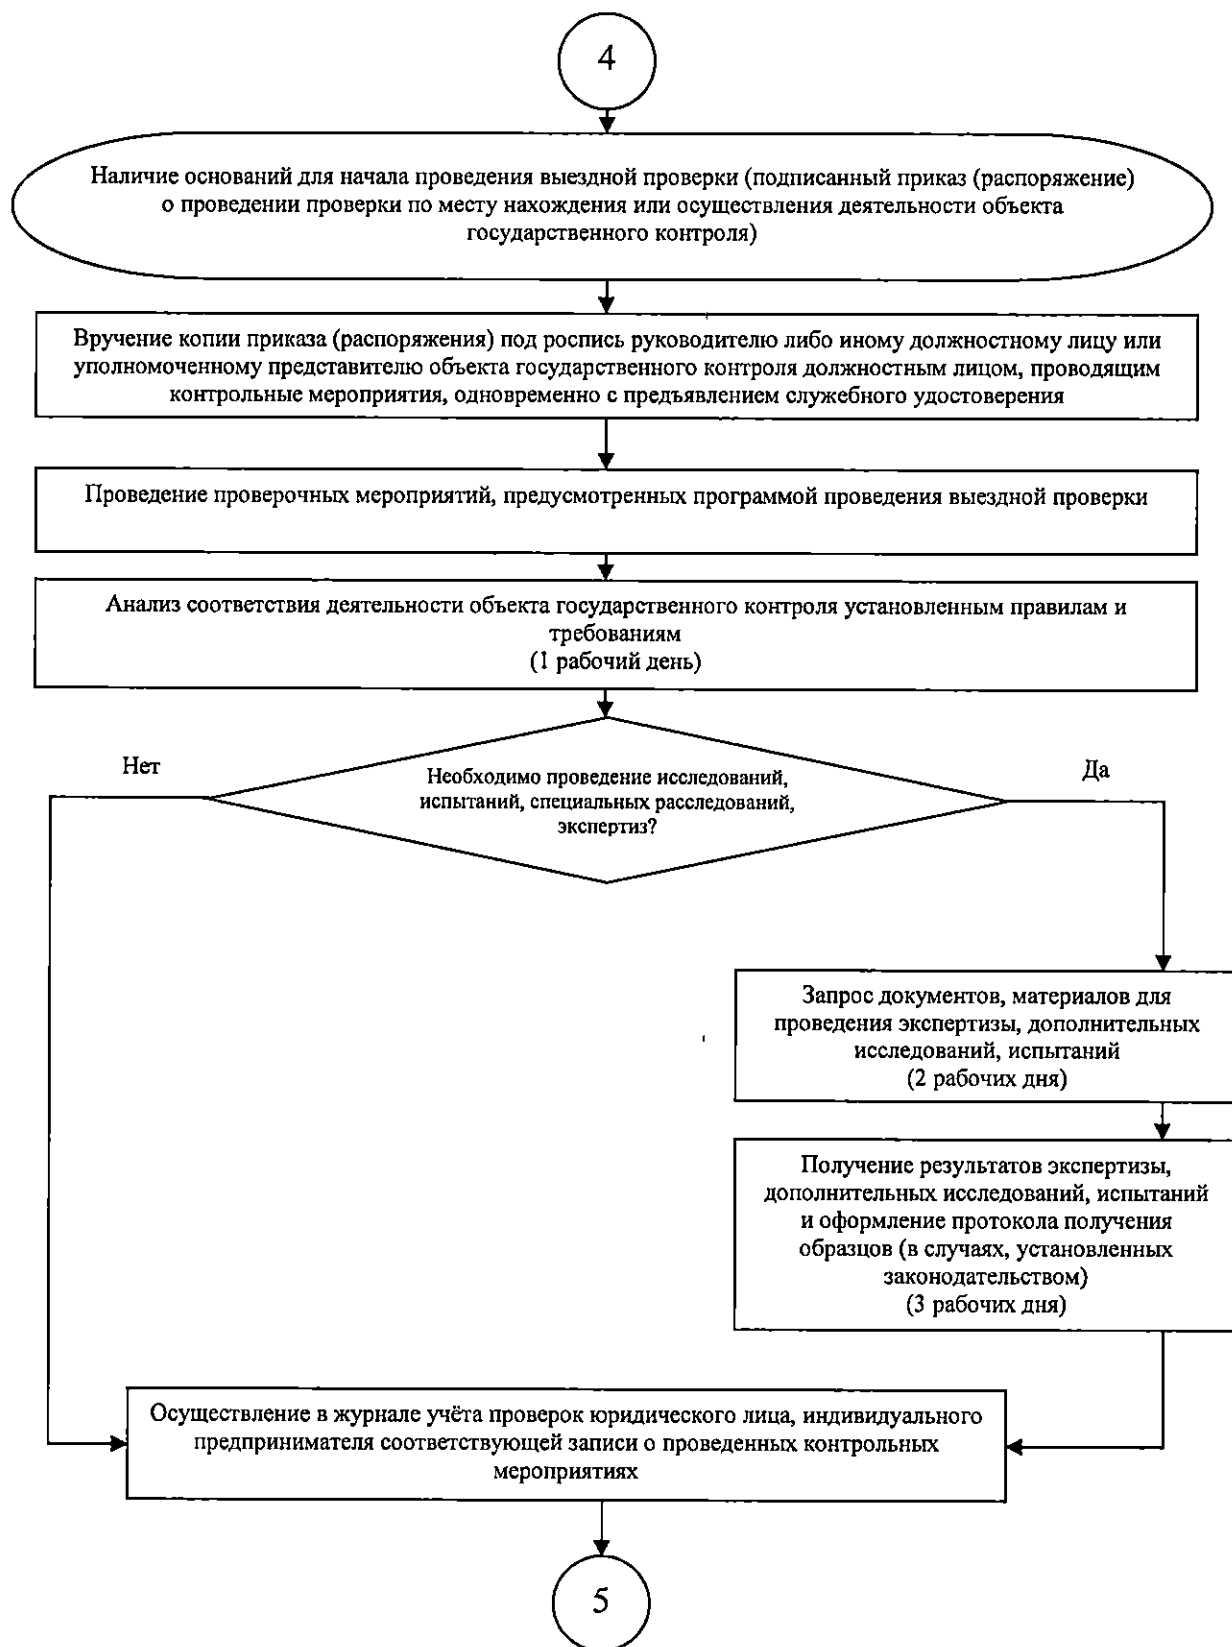 4
Наличие оснований для начала проведения выездной проверки (подписанный приказ (распоряжение)
о проведении проверки по месту нахождения или осуществления деятельности объекта
государственного контроля)
Вручение копии приказа (распоряжения) под роспись руководителю либо иному должностному лицу или
уполномоченному представителю объекта государственного контроля должностным лицом, проводящим
контрольные мероприятия, одновременно с предъявлением служебного удостоверения
Проведение проверочных мероприятий, предусмотренных программой проведения выездной проверки
Анализ соответствия деятельности объекта государственного контроля установленным правилам и
требованиям
(1 рабочий день)
Нет
Необходимо проведение исследований,
испытаний, специальных расследований,
экспертиз?
Да
Запрос документов, материалов для
проведения экспертизы, дополнительных
исследований, испытаний
(2 рабочих дня)
Получение результатов экспертизы,
дополнительных исследований, испытаний
и оформление протокола получения
образцов (в случаях, установленных
законодательством)
(3 рабочих дня)
Осуществление в журнале учёта проверок юридического лица, индивидуального
предпринимателя соответствующей записи о проведенных контрольных
мероприятиях
5